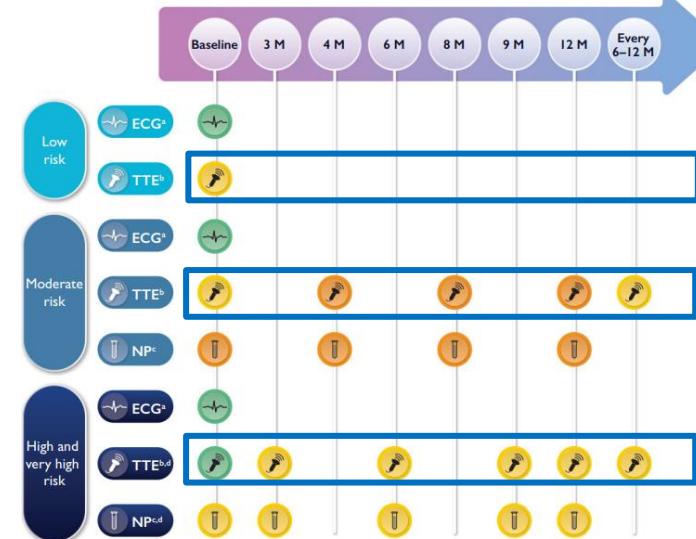 Baseline 3 M 4 M 6 M 8 M 9 M 12 M Every
6–12 M
Low
risk
ECGᵃ
TTEᵇ
Moderate
risk
ECGᵃ
TTEᵇ
NPᶜ
High and
very high
risk
ECGᵃ
TTEᵇ,ᵈ
NPᶜ,ᵈ